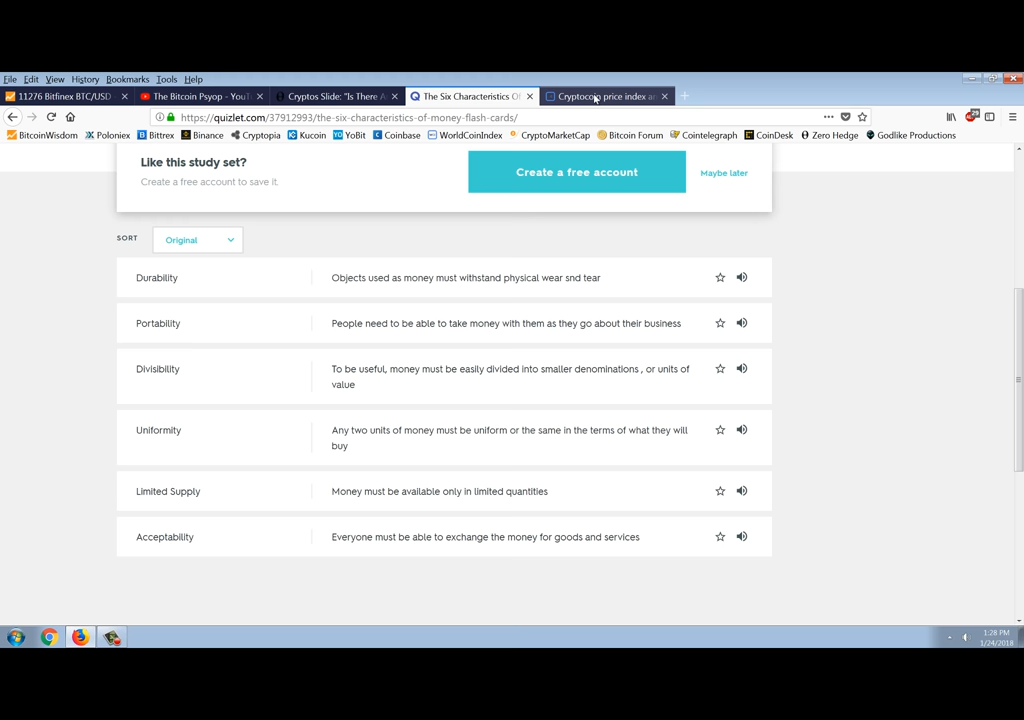 File Edit View History Bookmarks Tools Help
11276 Bitfinex BTC/USD
The Bitcoin Psyop - YouT
Cryptos Slide: "Is There A
The Six Characteristics Of
Cryptocoin price index an
https://quizlet.com/37912993/the-six-characteristics-of-money-flash-cards/
BitcoinWisdom Poloniex Bittrex Binance Cryptopia Kucoin YoBit Coinbase WorldCoinIndex CryptoMarketCap Bitcoin Forum Cointelegraph CoinDesk Zero Hedge Godlike Productions
Like this study set?
Create a free account to save it
Create a free account
Maybe later
SORT
Original
Durability
Objects used as money must withstand physical wear snd tear
Portability
People need to be able to take money with them as they go about their business
Divisibility
To be useful, money must be easily divided into smaller denominations , or units of
value
Uniformity
Any two units of money must be uniform or the same in the terms of what they will
buy
Limited Supply
Money must be available only in limited quantities
Acceptability
Everyone must be able to exchange the money for goods and services
1:28 PM
1/24/2018